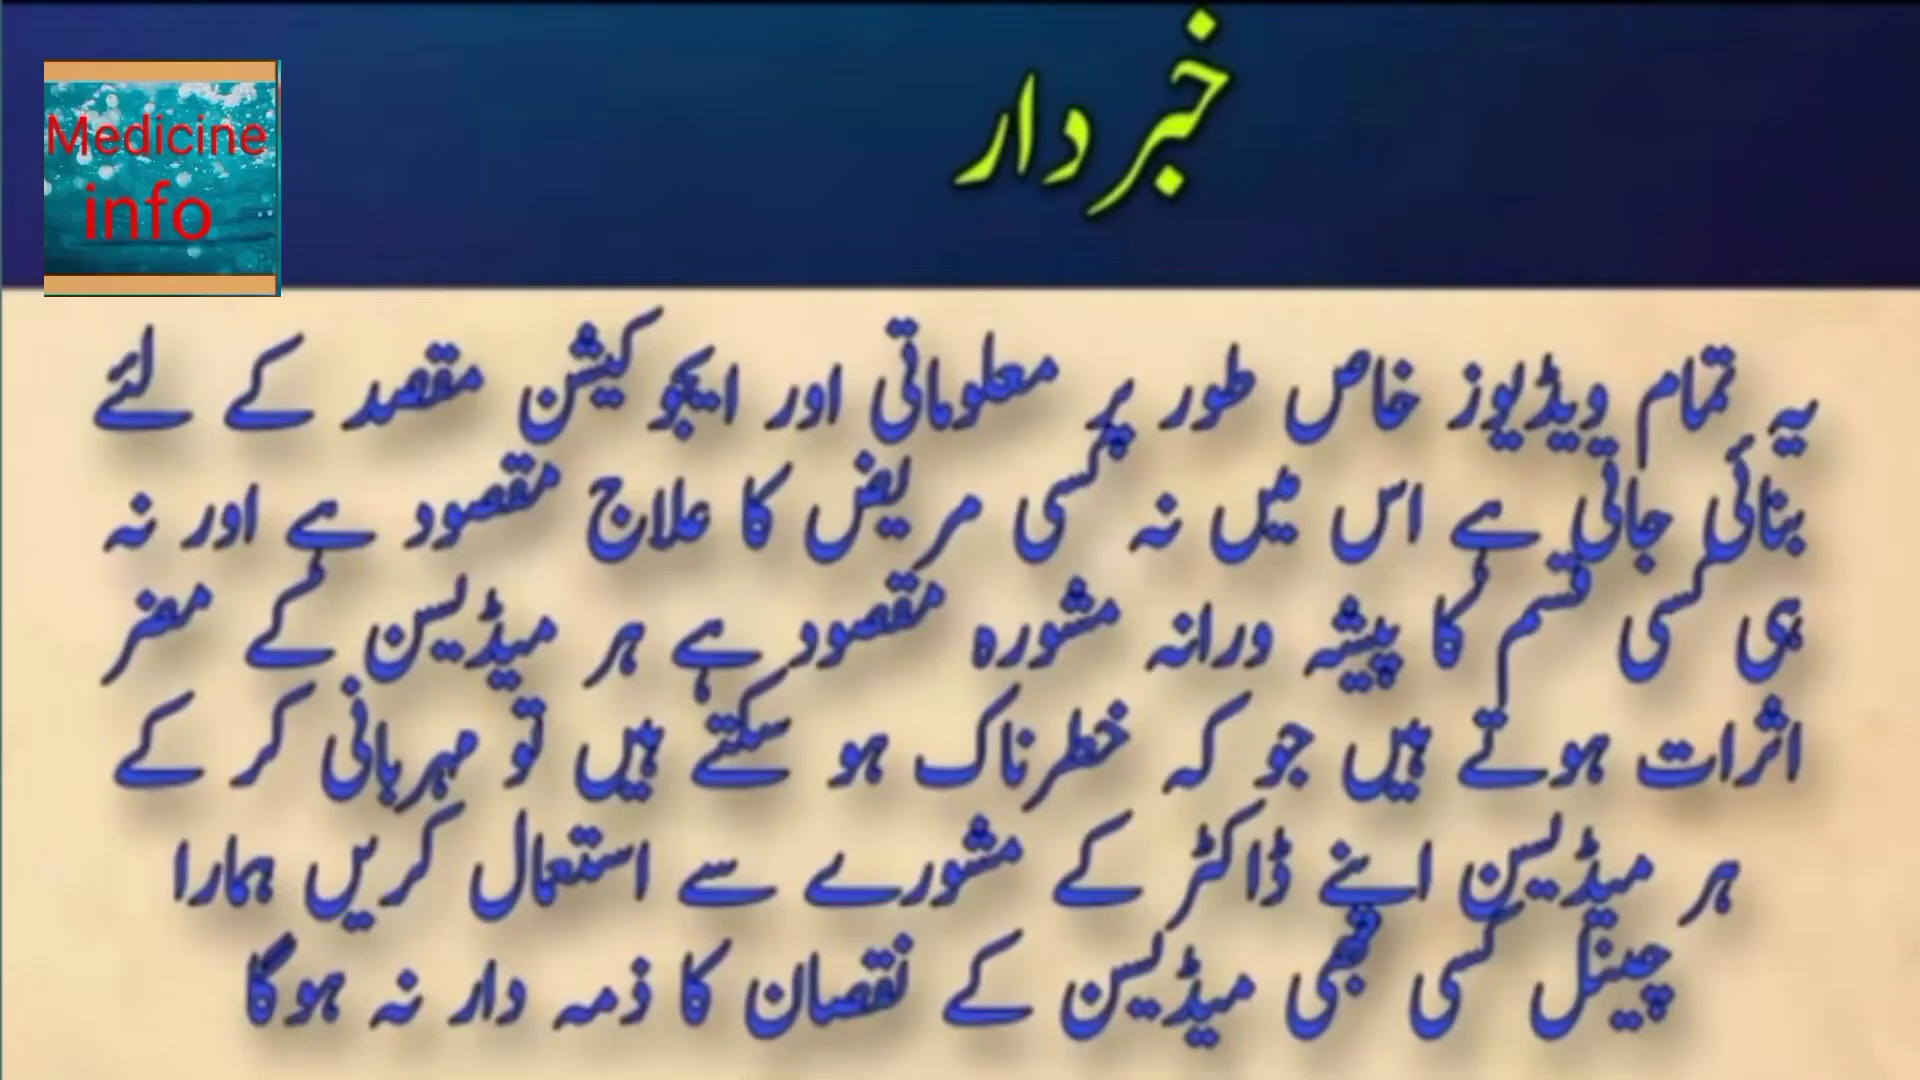 خبردار
Medicine
info
یہ تمام ویڈیوز خاص طور پر معلوماتی اور ایجوکیشن مقصد کے لئے
بنائی جاتی ہے اس میں نہ کسی مریض کا علاج مقصود ہے اور نہ
ہی کسی قسم کا پیشہ ورانہ مشورہ مقصود ہے ہر میڈیسن کے مضر
اثرات ہوتے ہیں جو کہ خطرناک ہو سکتے ہیں تو مہربانی کر کے
ہر میڈیسن اپنے ڈاکٹر کے مشورے سے استعمال کریں ہمارا
چینل کسی بھی میڈیسن کے نقصان کا ذمہ دار نہ ہوگا